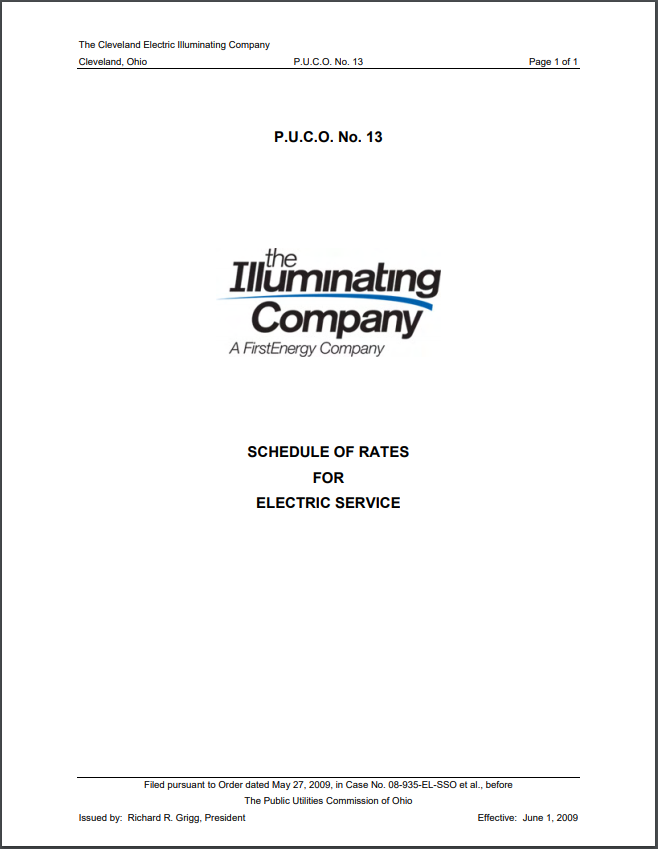 The Cleveland Electric Illuminating Company
Cleveland, Ohio P.U.C.O. No. 13 Page 1 of 1
P.U.C.O. No. 13
the
Illuminating
Company
A FirstEnergy Company
SCHEDULE OF RATES
FOR
ELECTRIC SERVICE
Filed pursuant to Order dated May 27, 2009, in Case No. 08-935-EL-SSO et al., before
The Public Utilities Commission of Ohio
Issued by: Richard R. Grigg, President Effective: June 1, 2009